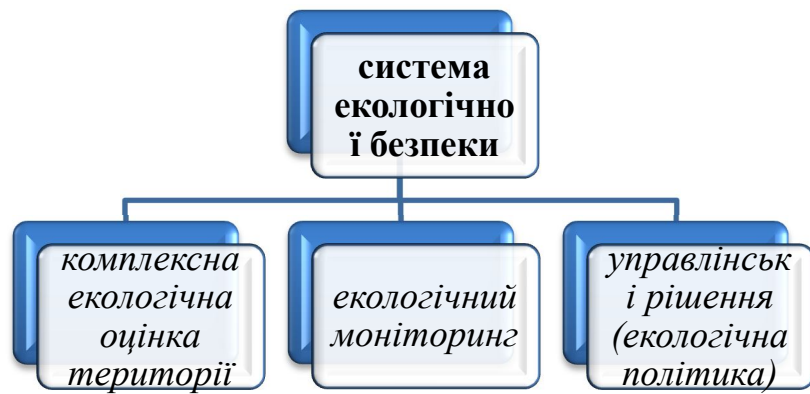 система
екологічно
ї безпеки
комплексна
екологічна
оцінка
території
екологічний
моніторинг
управлінськ
і рішення
(екологічна
політика)